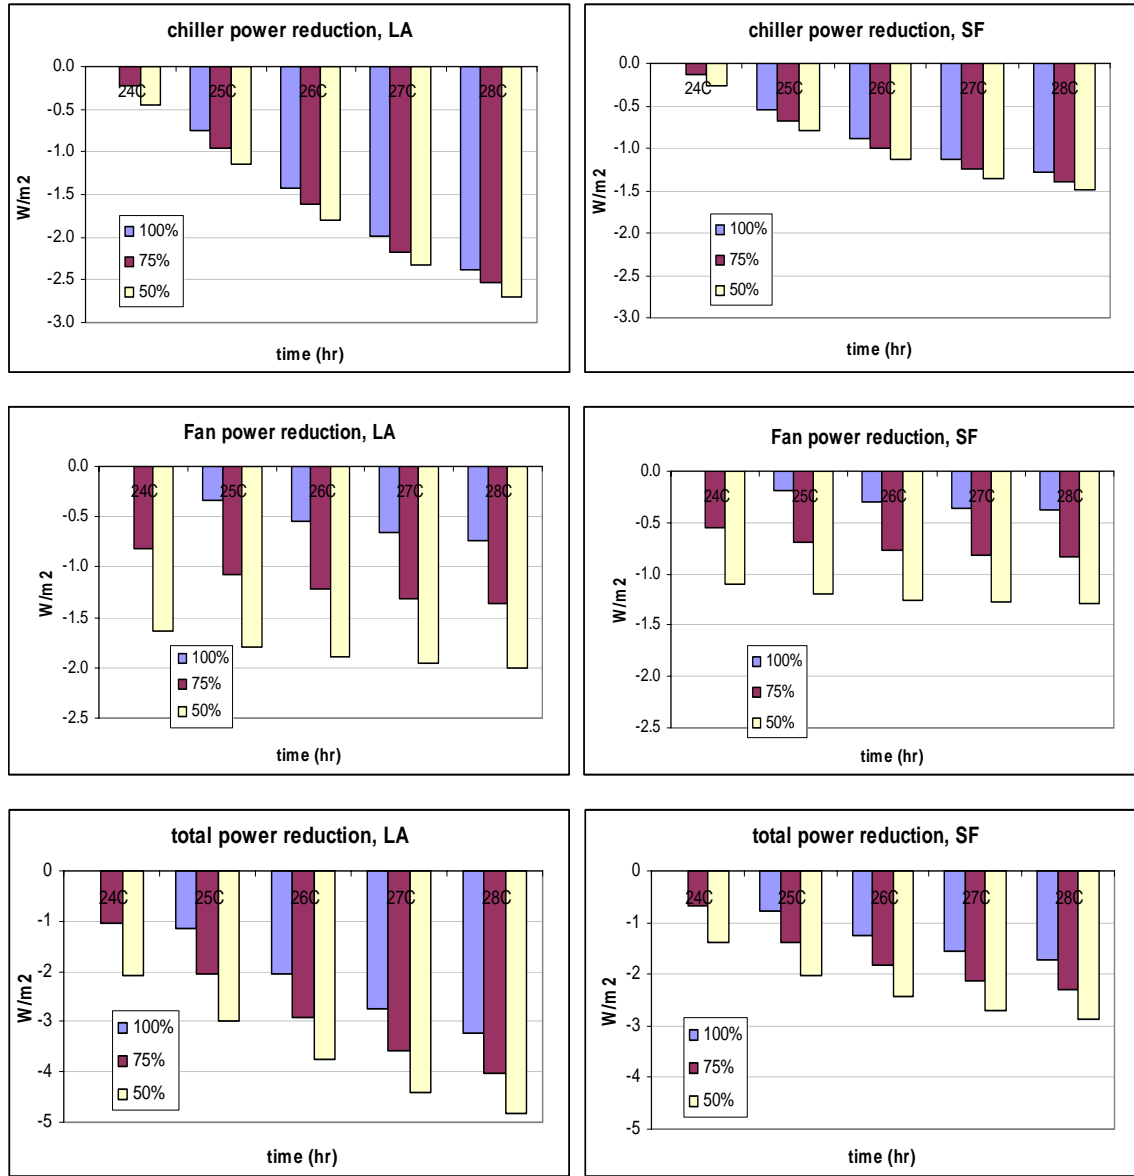 chiller power reduction, LA
0.0
-0.5
-1.0
-1.5
-2.0
-2.5
-3.0
W/m2
24C 25C 26C 27C 28C
100%
75%
50%
time (hr)
chiller power reduction, SF
0.0
-0.5
-1.0
-1.5
-2.0
-2.5
-3.0
W/m2
24C 25C 26C 27C 28C
100%
75%
50%
time (hr)
Fan power reduction, LA
0.0
-0.5
-1.0
-1.5
-2.0
-2.5
W/m2
24C 25C 26C 27C 28C
100%
75%
50%
time (hr)
Fan power reduction, SF
0.0
-0.5
-1.0
-1.5
-2.0
-2.5
W/m2
24C 25C 26C 27C 28C
100%
75%
50%
time (hr)
total power reduction, LA
0
-1
-2
-3
-4
-5
W/m2
24C 25C 26C 27C 28C
100%
75%
50%
time (hr)
total power reduction, SF
0
-1
-2
-3
-4
-5
W/m2
24C 25C 26C 27C 28C
100%
75%
50%
time (hr)